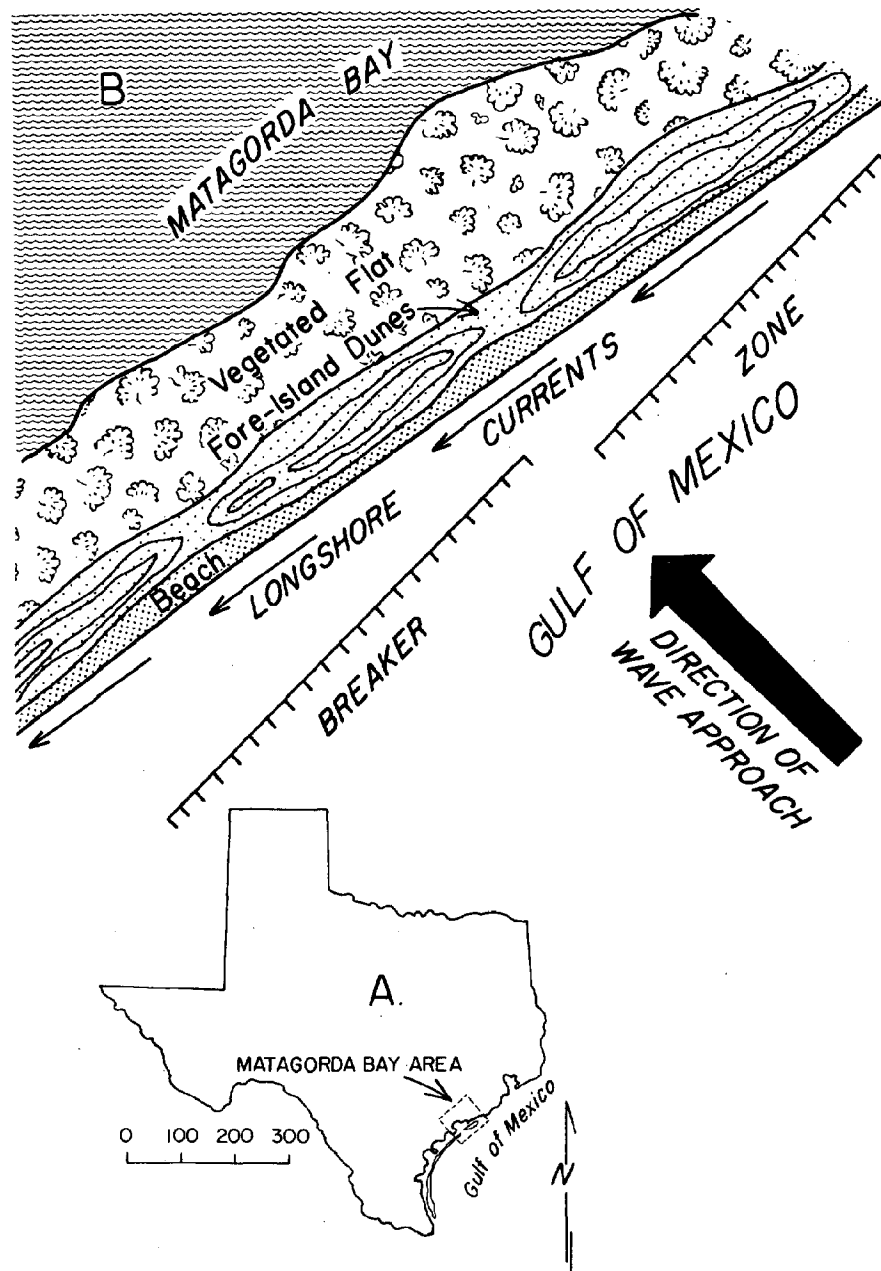 B
MATAGORDA BAY
Vegetated Flat
Fore-Island Dunes
Beach
LONGSHORE CURRENTS
BREAKER ZONE
GULF OF MEXICO
DIRECTION OF
WAVE APPROACH
A.
MATAGORDA BAY AREA
0 100 200 300
Gulf of Mexico
N